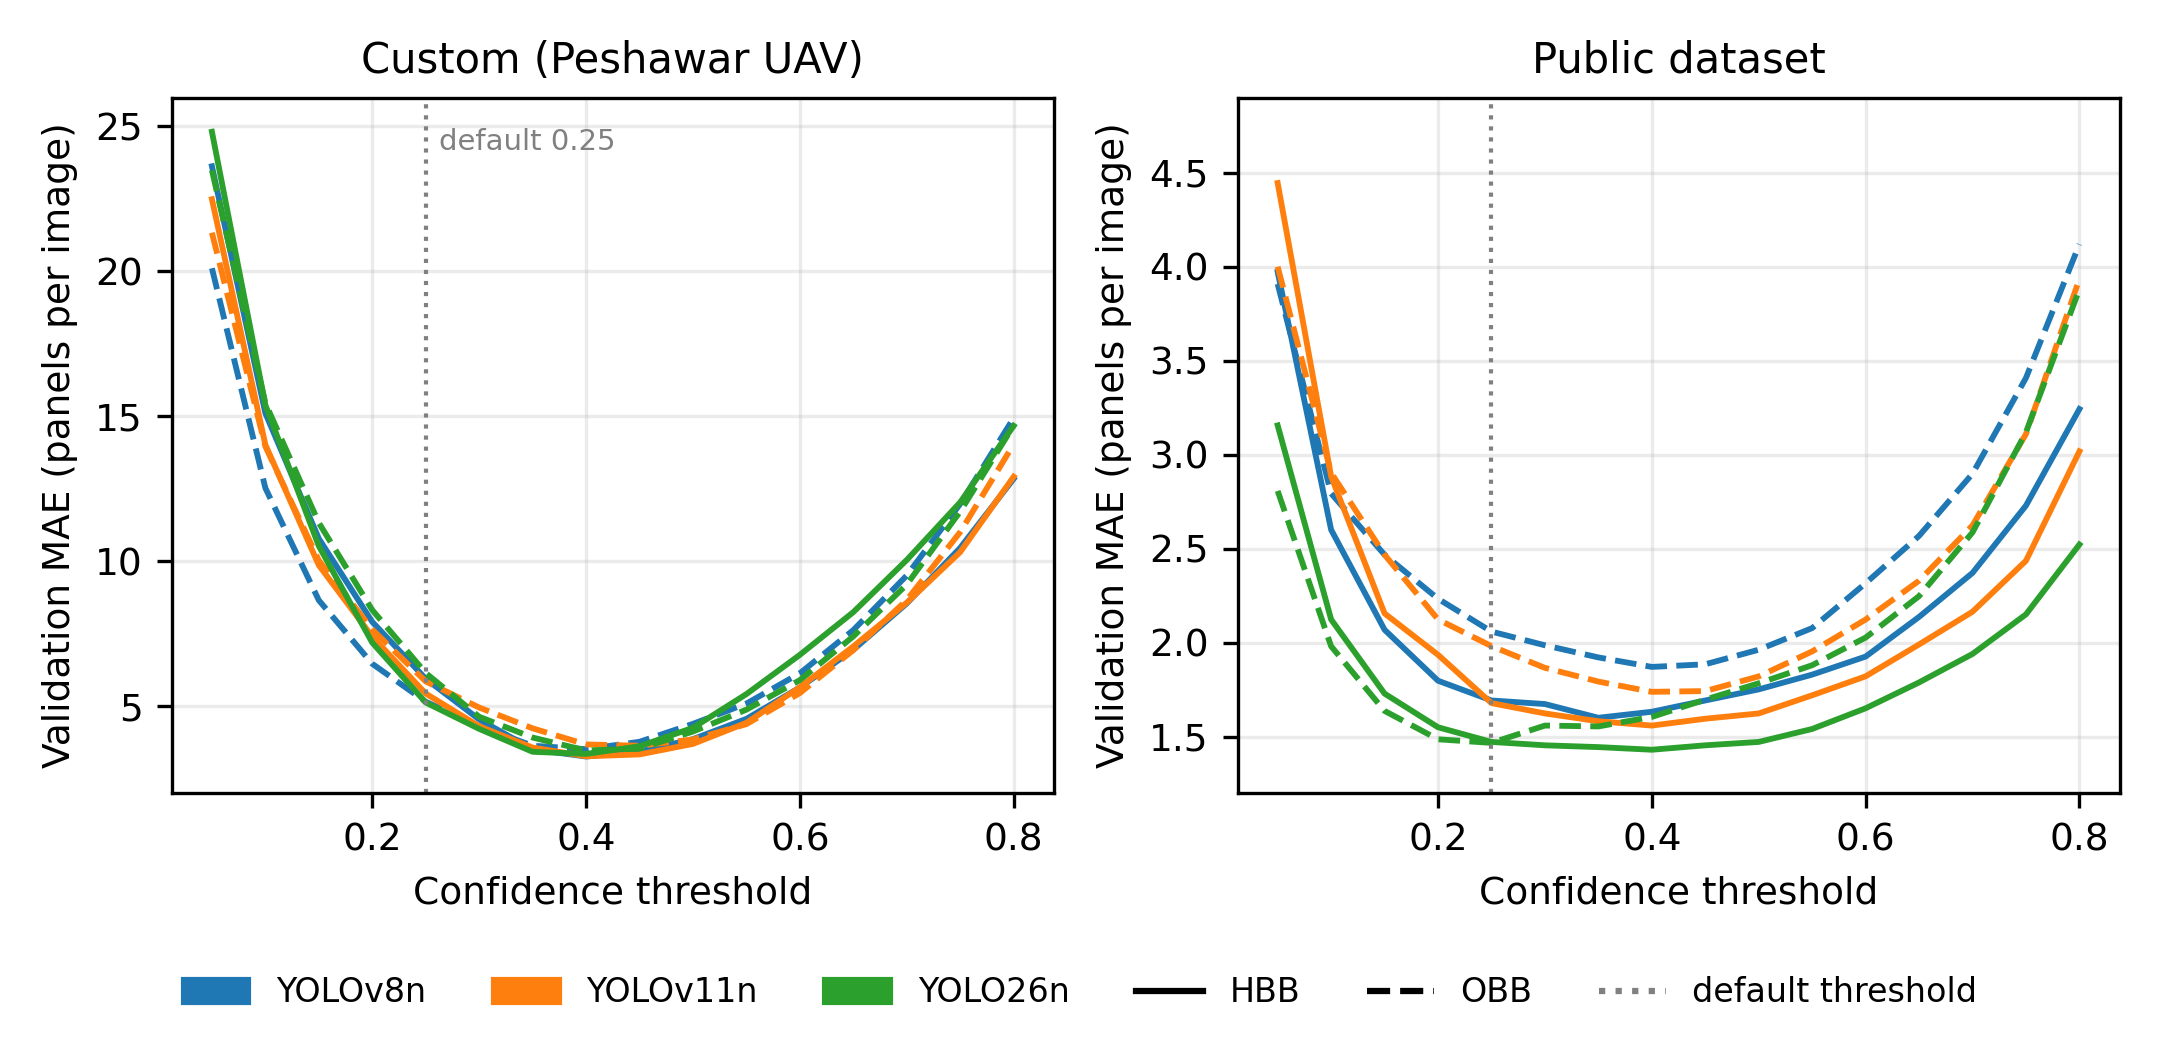 Custom (Peshawar UAV)
Validation MAE (panels per image)
25
20
15
10
5
default 0.25
0.2 0.4 0.6 0.8
Confidence threshold
Public dataset
Validation MAE (panels per image)
4.5
4.0
3.5
3.0
2.5
2.0
1.5
0.2 0.4 0.6 0.8
Confidence threshold
YOLOv8n YOLOv11n YOLO26n HBB OBB default threshold